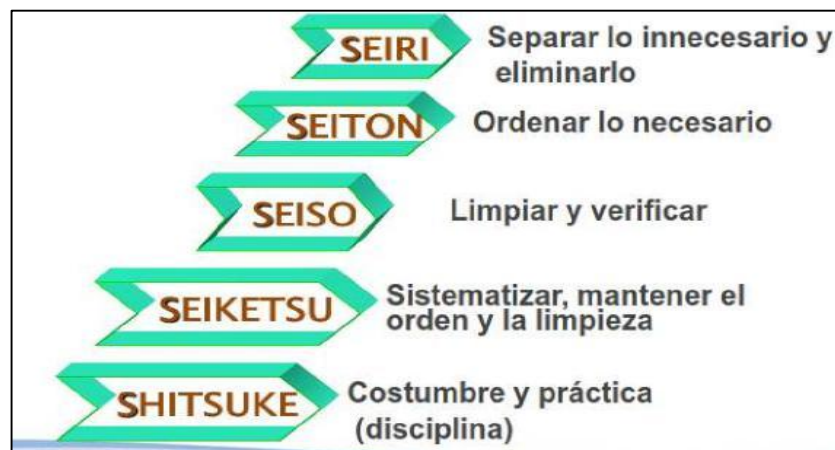 SEIRI
Separar lo innecesario y
eliminarlo
SEITON
Ordenar lo necesario
SEISO
Limpiar y verificar
SEIKETSU
Sistematizar, mantener el
orden y la limpieza
SHITSUKE
Costumbre y práctica
(disciplina)